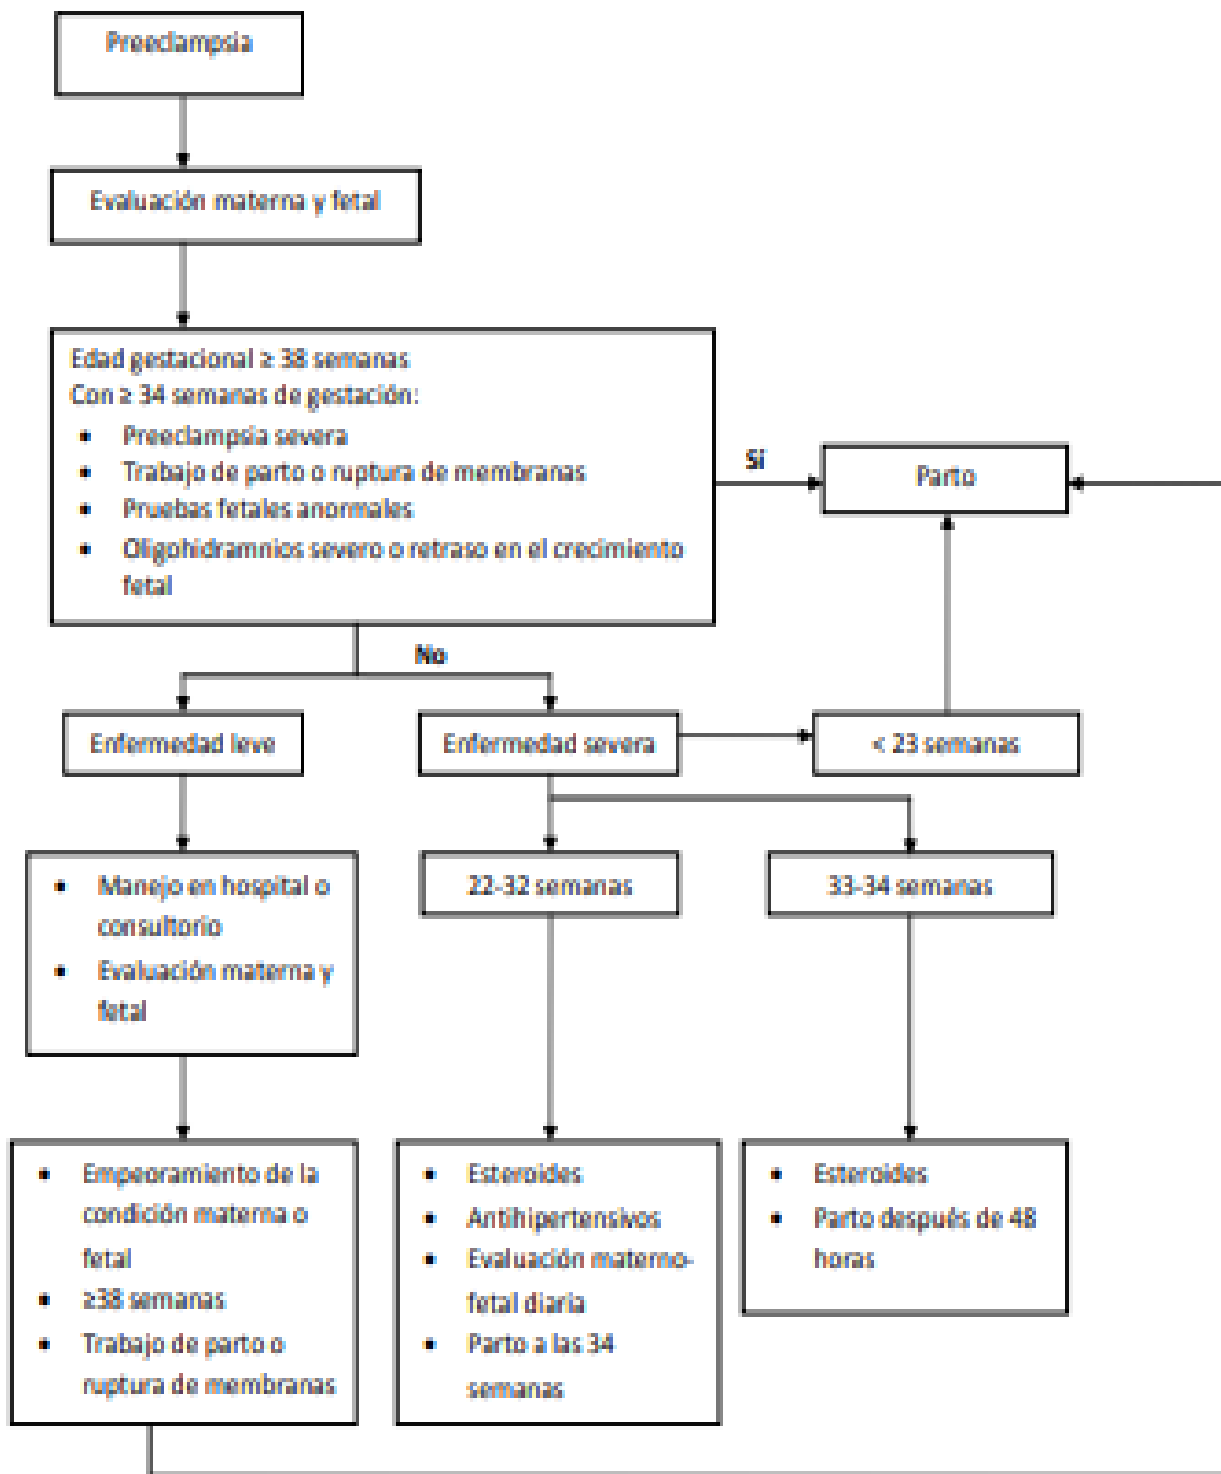 Preeclampsia
Evaluación materna y fetal
Edad gestacional ≥ 38 semanas
Con ≥ 34 semanas de gestación:
• Preeclampsia severa
• Trabajo de parto o ruptura de membranas
• Pruebas fetales anormales
• Oligohidramnios severo o retraso en el crecimiento
fetal
Sí
Parto
No
Enfermedad leve
Enfermedad severa
< 23 semanas
• Manejo en hospital o
consultorio
• Evaluación materna y
fetal
22-32 semanas
33-34 semanas
• Empeoramiento de la
condición materna o
fetal
• ≥38 semanas
• Trabajo de parto o
ruptura de membranas
• Esteroides
• Antihipertensivos
• Evaluación materno-
fetal diaria
• Parto a las 34
semanas
• Esteroides
• Parto después de 48
horas